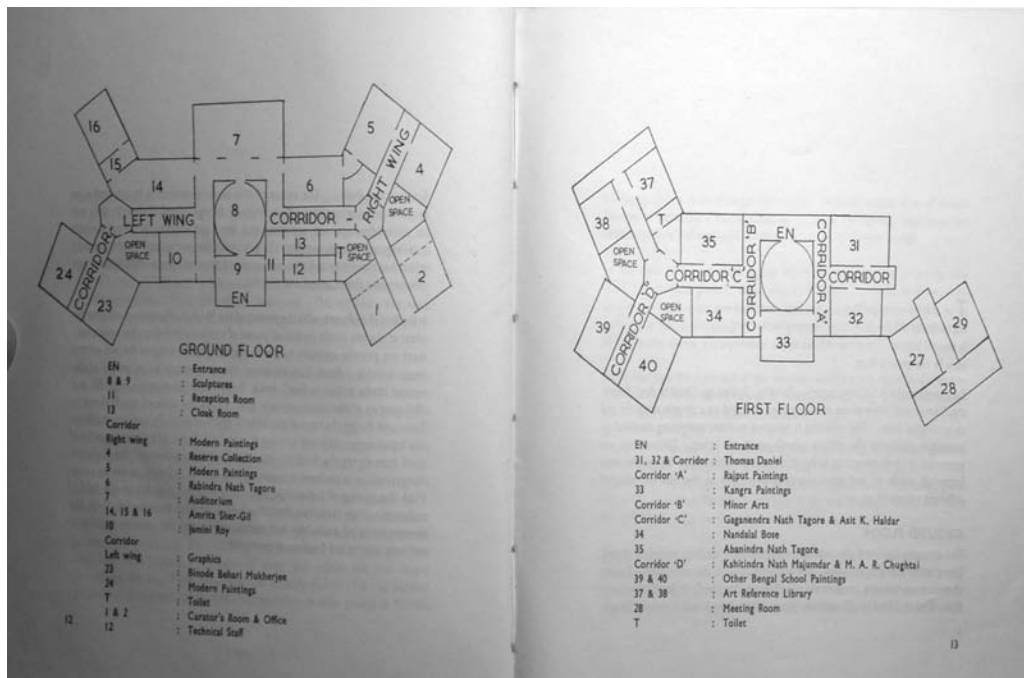 16
15
14
7
5
4
RIGHT WING
6
OPEN SPACE
LEFT WING
8
CORRIDOR
CORRIDOR
OPEN SPACE
10
9
11
13
12
T
OPEN SPACE
24
23
EN
1
2
GROUND FLOOR
EN : Entrance
8 & 9 : Sculptures
11 : Reception Room
13 : Cloak Room
Corridor
Right wing : Modern Paintings
4 : Reserve Collection
5 : Modern Paintings
6 : Rabindra Nath Tagore
7 : Auditorium
14, 15 & 16 : Amrita Sher-Gil
10 : Jamini Roy
Corridor
Left wing : Graphics
23 : Binode Behari Mukherjee
24 : Modern Paintings
T : Toilet
1 & 2 : Curator's Room & Office
12 : Technical Staff
12
37
38
T
OPEN SPACE
35
CORRIDOR 'B'
EN
CORRIDOR 'A'
31
CORRIDOR 'C'
CORRIDOR
CORRIDOR 'D'
OPEN SPACE
34
33
32
39
40
27
29
28
FIRST FLOOR
EN : Entrance
31, 32 & Corridor : Thomas Daniel
Corridor 'A' : Rajput Paintings
33 : Kangra Paintings
Corridor 'B' : Minor Arts
Corridor 'C' : Gaganendra Nath Tagore & Asit K. Haldar
34 : Nandalal Bose
35 : Abanindra Nath Tagore
Corridor 'D' : Kshitindra Nath Majumdar & M. A. R. Chughtai
39 & 40 : Other Bengal School Paintings
37 & 38 : Art Reference Library
28 : Meeting Room
T : Toilet
13